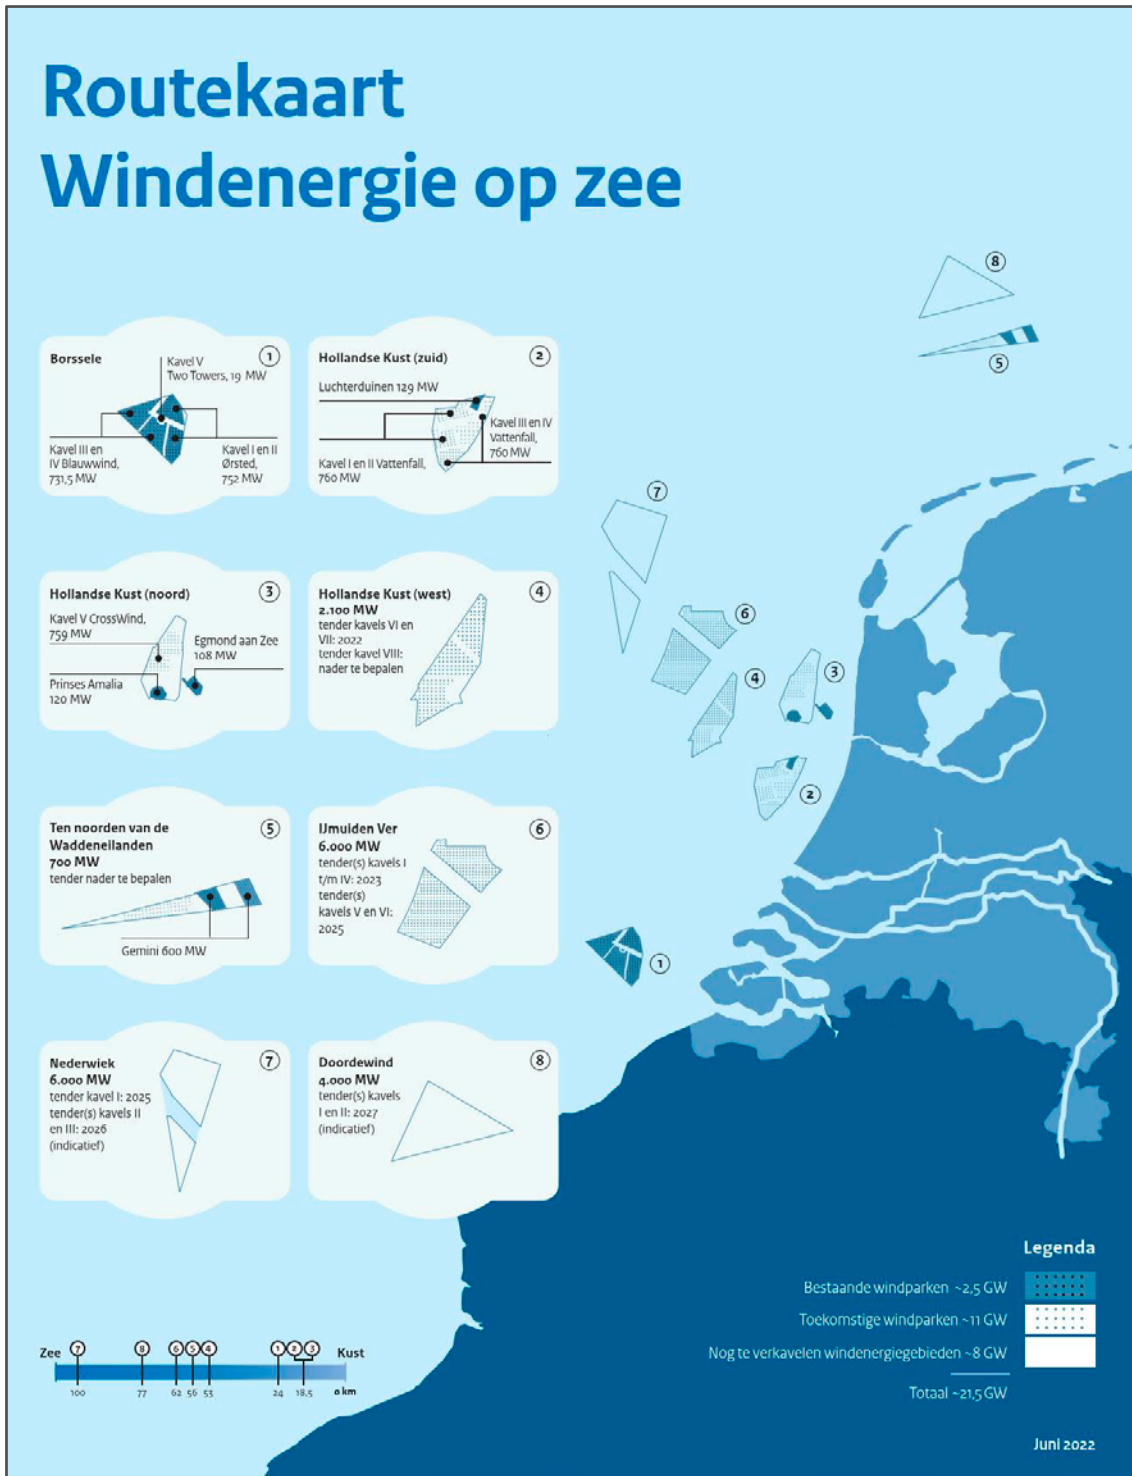 Routekaart
Windenergie op zee
Borssele
1
Kavel V
Two Towers, 19 MW
Kavel III en
IV Blauwwind,
731,5 MW
Kavel I en II
Ørsted,
752 MW
Hollandse Kust (zuid)
2
Luchterduinen 129 MW
Kavel III en IV
Vattenfall,
760 MW
Kavel I en II Vattenfall,
760 MW
Hollandse Kust (noord)
3
Kavel V CrossWind,
759 MW
Egmond aan Zee
108 MW
Prinses Amalia
120 MW
Hollandse Kust (west)
4
2.100 MW
tender kavels VI en
VII: 2022
tender kavel VIII:
nader te bepalen
Ten noorden van de
Waddeneilanden
5
700 MW
tender nader te bepalen
Gemini 600 MW
IJmuiden Ver
6
6.000 MW
tender(s) kavels I
t/m IV: 2023
tender(s)
kavels V en VI:
2025
Nederwiek
7
6.000 MW
tender kavel I: 2025
tender(s) kavels II
en III: 2026
(indicatief)
Doordewind
8
4.000 MW
tender(s) kavels
I en II: 2027
(indicatief)
8
5
7
6
4
3
2
1
Zee 7 8 6 5 4 1 2 3 Kust
100 77 62 56 53 24 18,5 0 km
Legenda
Bestaande windparken ~2,5 GW
Toekomstige windparken ~11 GW
Nog te verkavelen windenergiegebieden ~8 GW
Totaal ~21,5 GW
Juni 2022